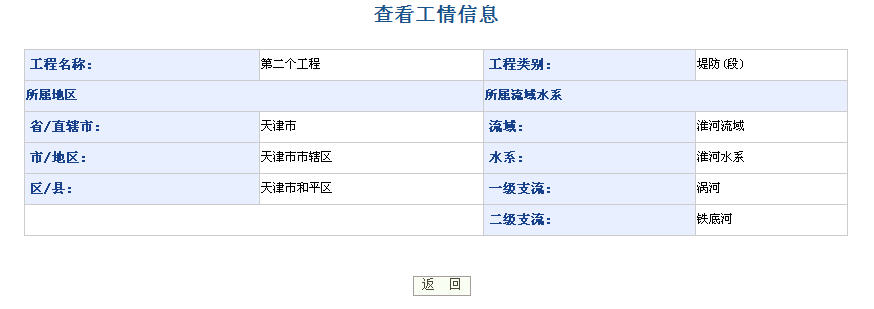 查看工情信息
工程名称： 第二个工程 工程类别： 堤防(段)
所属地区 所属流域水系
省/直辖市： 天津市 流域： 淮河流域
市/地区： 天津市市辖区 水系： 淮河水系
区/县： 天津市和平区 一级支流： 涡河
二级支流： 铁底河
返 回